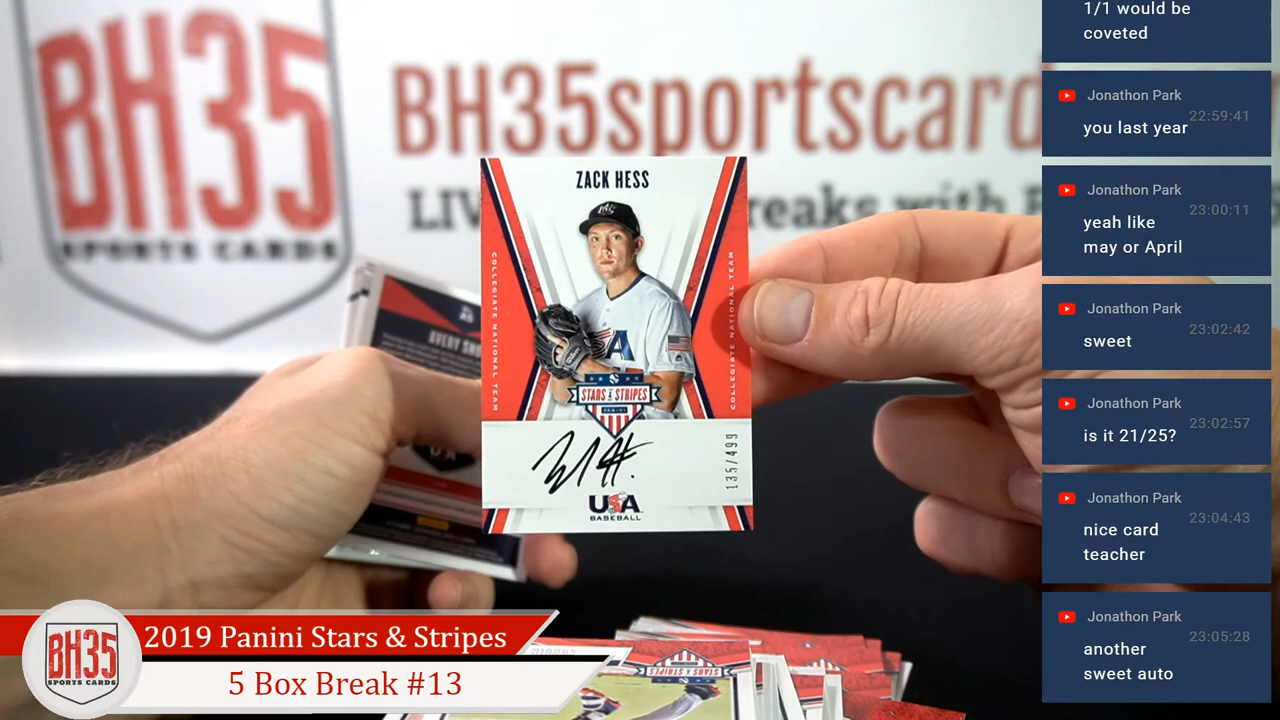 BH35
SPORTS CARDS
BH35sportscard
reaks with
ZACK HESS
COLLEGIATE NATIONAL TEAM
COLLEGIATE NATIONAL TEAM
A
STARS & STRIPES
PANINI
135/499
USA
BASEBALL
AVERY
STARS & STRIPES
BH35
SPORTS CARDS
2019 Panini Stars & Stripes
5 Box Break #13
1/1 would be
coveted
Jonathon Park
22:59:41
you last year
Jonathon Park
23:00:11
yeah like
may or April
Jonathon Park
23:02:42
sweet
Jonathon Park
23:02:57
is it 21/25?
Jonathon Park
23:04:43
nice card
teacher
Jonathon Park
23:05:28
another
sweet auto